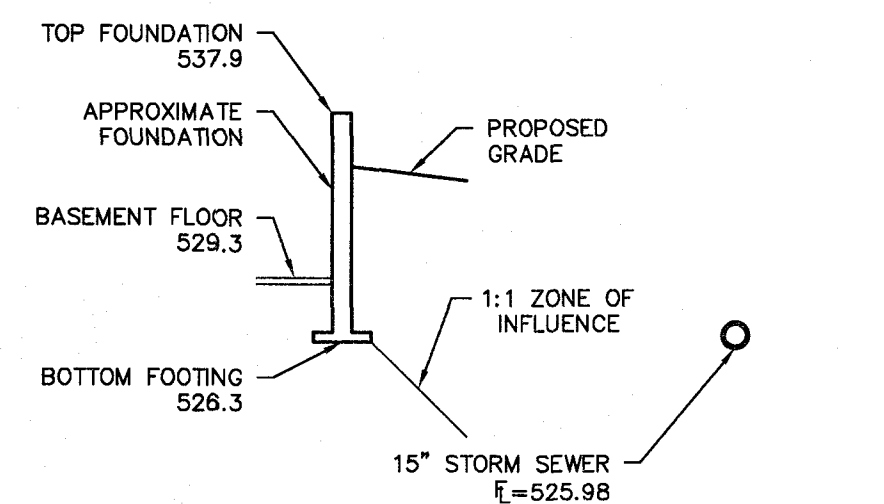 TOP FOUNDATION
537.9
APPROXIMATE
FOUNDATION
PROPOSED
GRADE
BASEMENT FLOOR
529.3
1:1 ZONE OF
INFLUENCE
BOTTOM FOOTING
526.3
15" STORM SEWER
FL=525.98